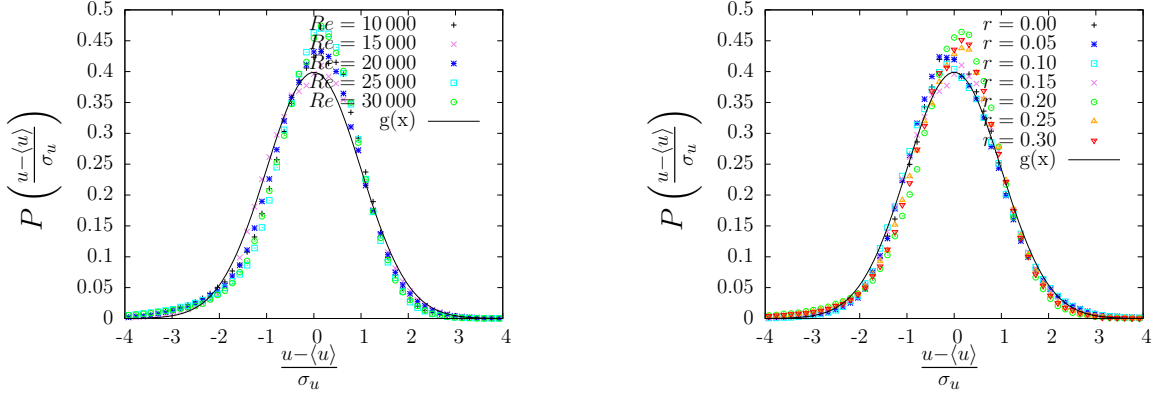 0.5
0.45
0.4
0.35
0.3
0.25
0.2
0.15
0.1
0.05
0
-4 -3 -2 -1 0 1 2 3 4
P ( u−⟨u⟩ / σu )
u−⟨u⟩ / σu
Re = 10 000
Re = 15 000
Re = 20 000
Re = 25 000
Re = 30 000
g(x)
0.5
0.45
0.4
0.35
0.3
0.25
0.2
0.15
0.1
0.05
0
-4 -3 -2 -1 0 1 2 3 4
P ( u−⟨u⟩ / σu )
u−⟨u⟩ / σu
r = 0.00
r = 0.05
r = 0.10
r = 0.15
r = 0.20
r = 0.25
r = 0.30
g(x)